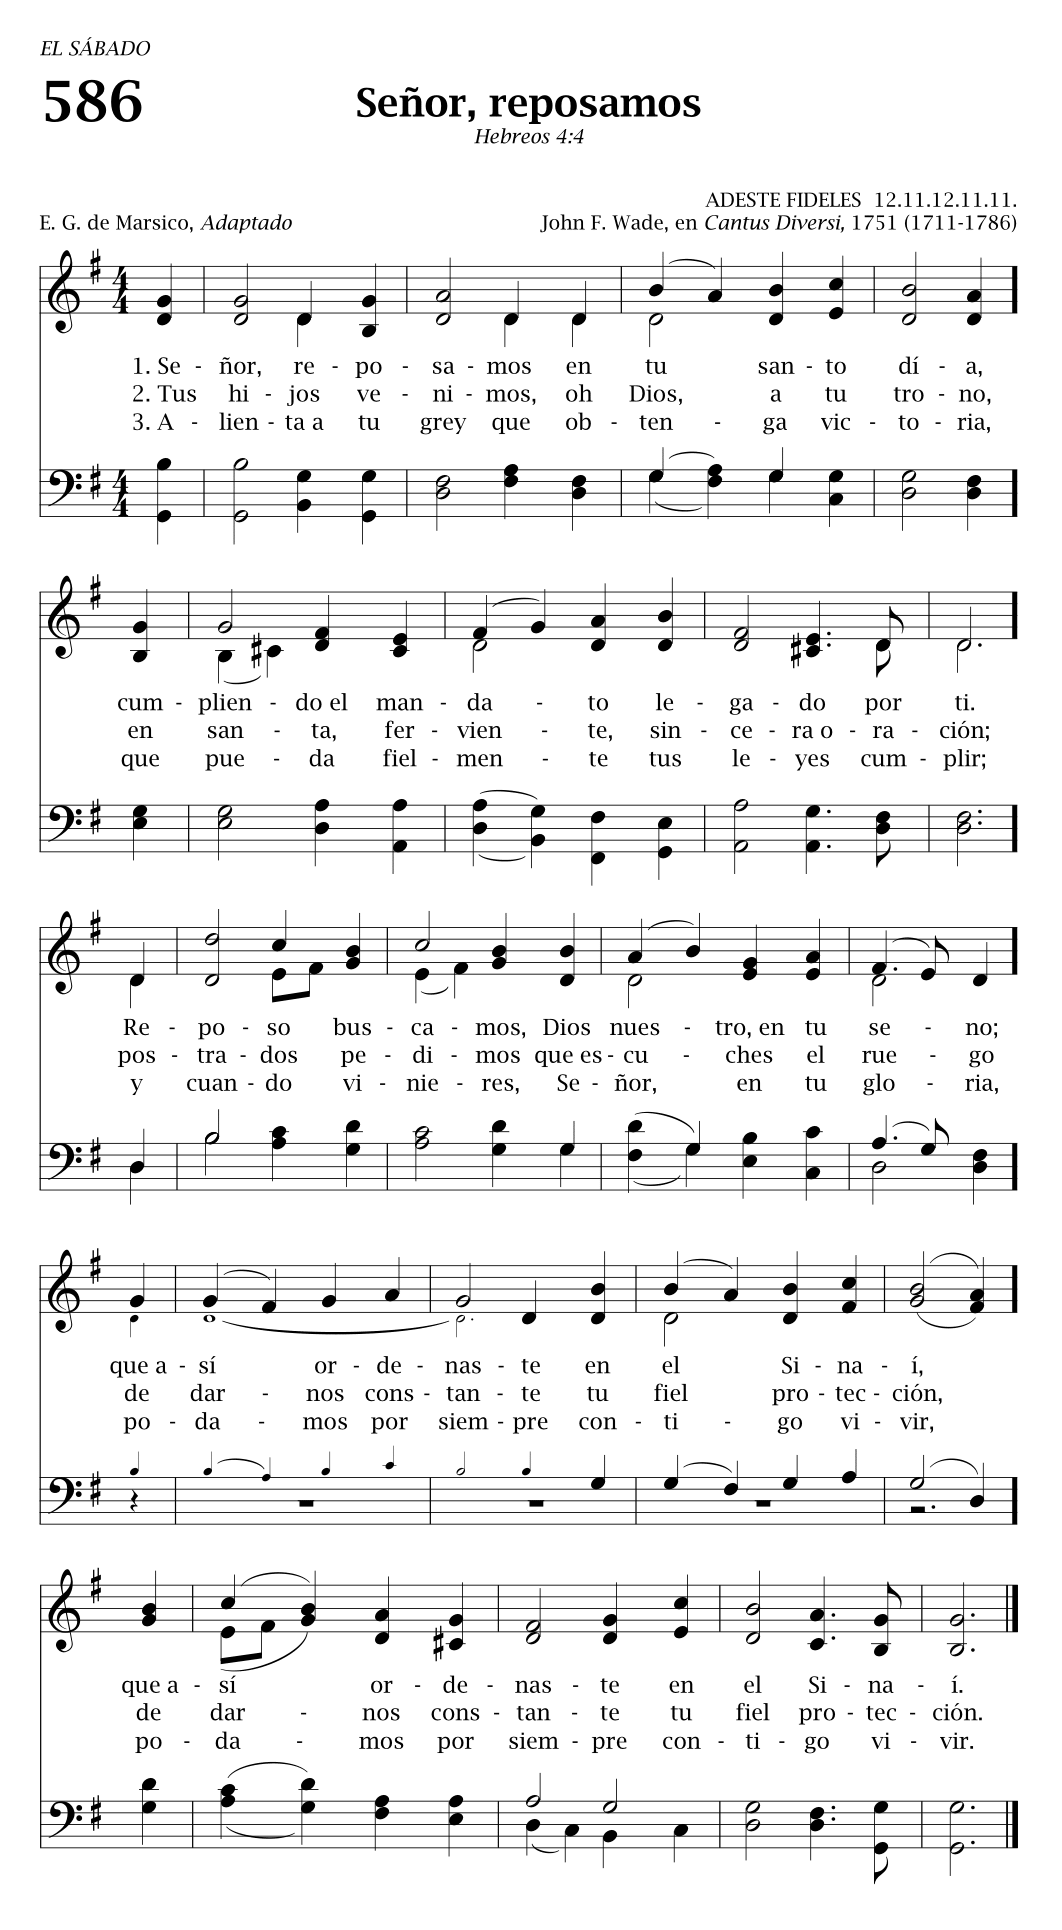 EL SÁBADO
586
Señor, reposamos
Hebreos 4:4
ADESTE FIDELES 12.11.12.11.11.
E. G. de Marsico, Adaptado
John F. Wade, en Cantus Diversi, 1751 (1711-1786)
1. Se - ñor, re - po - sa - mos en tu san - to dí - a,
2. Tus hi - jos ve - ni - mos, oh Dios, a tu tro - no,
3. A - lien - ta a tu grey que ob - ten - ga vic - to - ria,
cum - plien - do el man - da - to le - ga - do por ti.
en san - ta, fer - vien - te, sin - ce - ra o - ra - ción;
que pue - da fiel - men - te tus le - yes cum - plir;
Re - po - so bus - ca - mos, Dios nues - tro, en tu se - no;
pos - tra - dos pe - di - mos que es - cu - ches el rue - go
y cuan - do vi - nie - res, Se - ñor, en tu glo - ria,
que a - sí or - de - nas - te en el Si - na - í,
de dar - nos cons - tan - te tu fiel pro - tec - ción,
po - da - mos por siem - pre con - ti - go vi - vir,
que a - sí or - de - nas - te en el Si - na - í.
de dar - nos cons - tan - te tu fiel pro - tec - ción.
po - da - mos por siem - pre con - ti - go vi - vir.